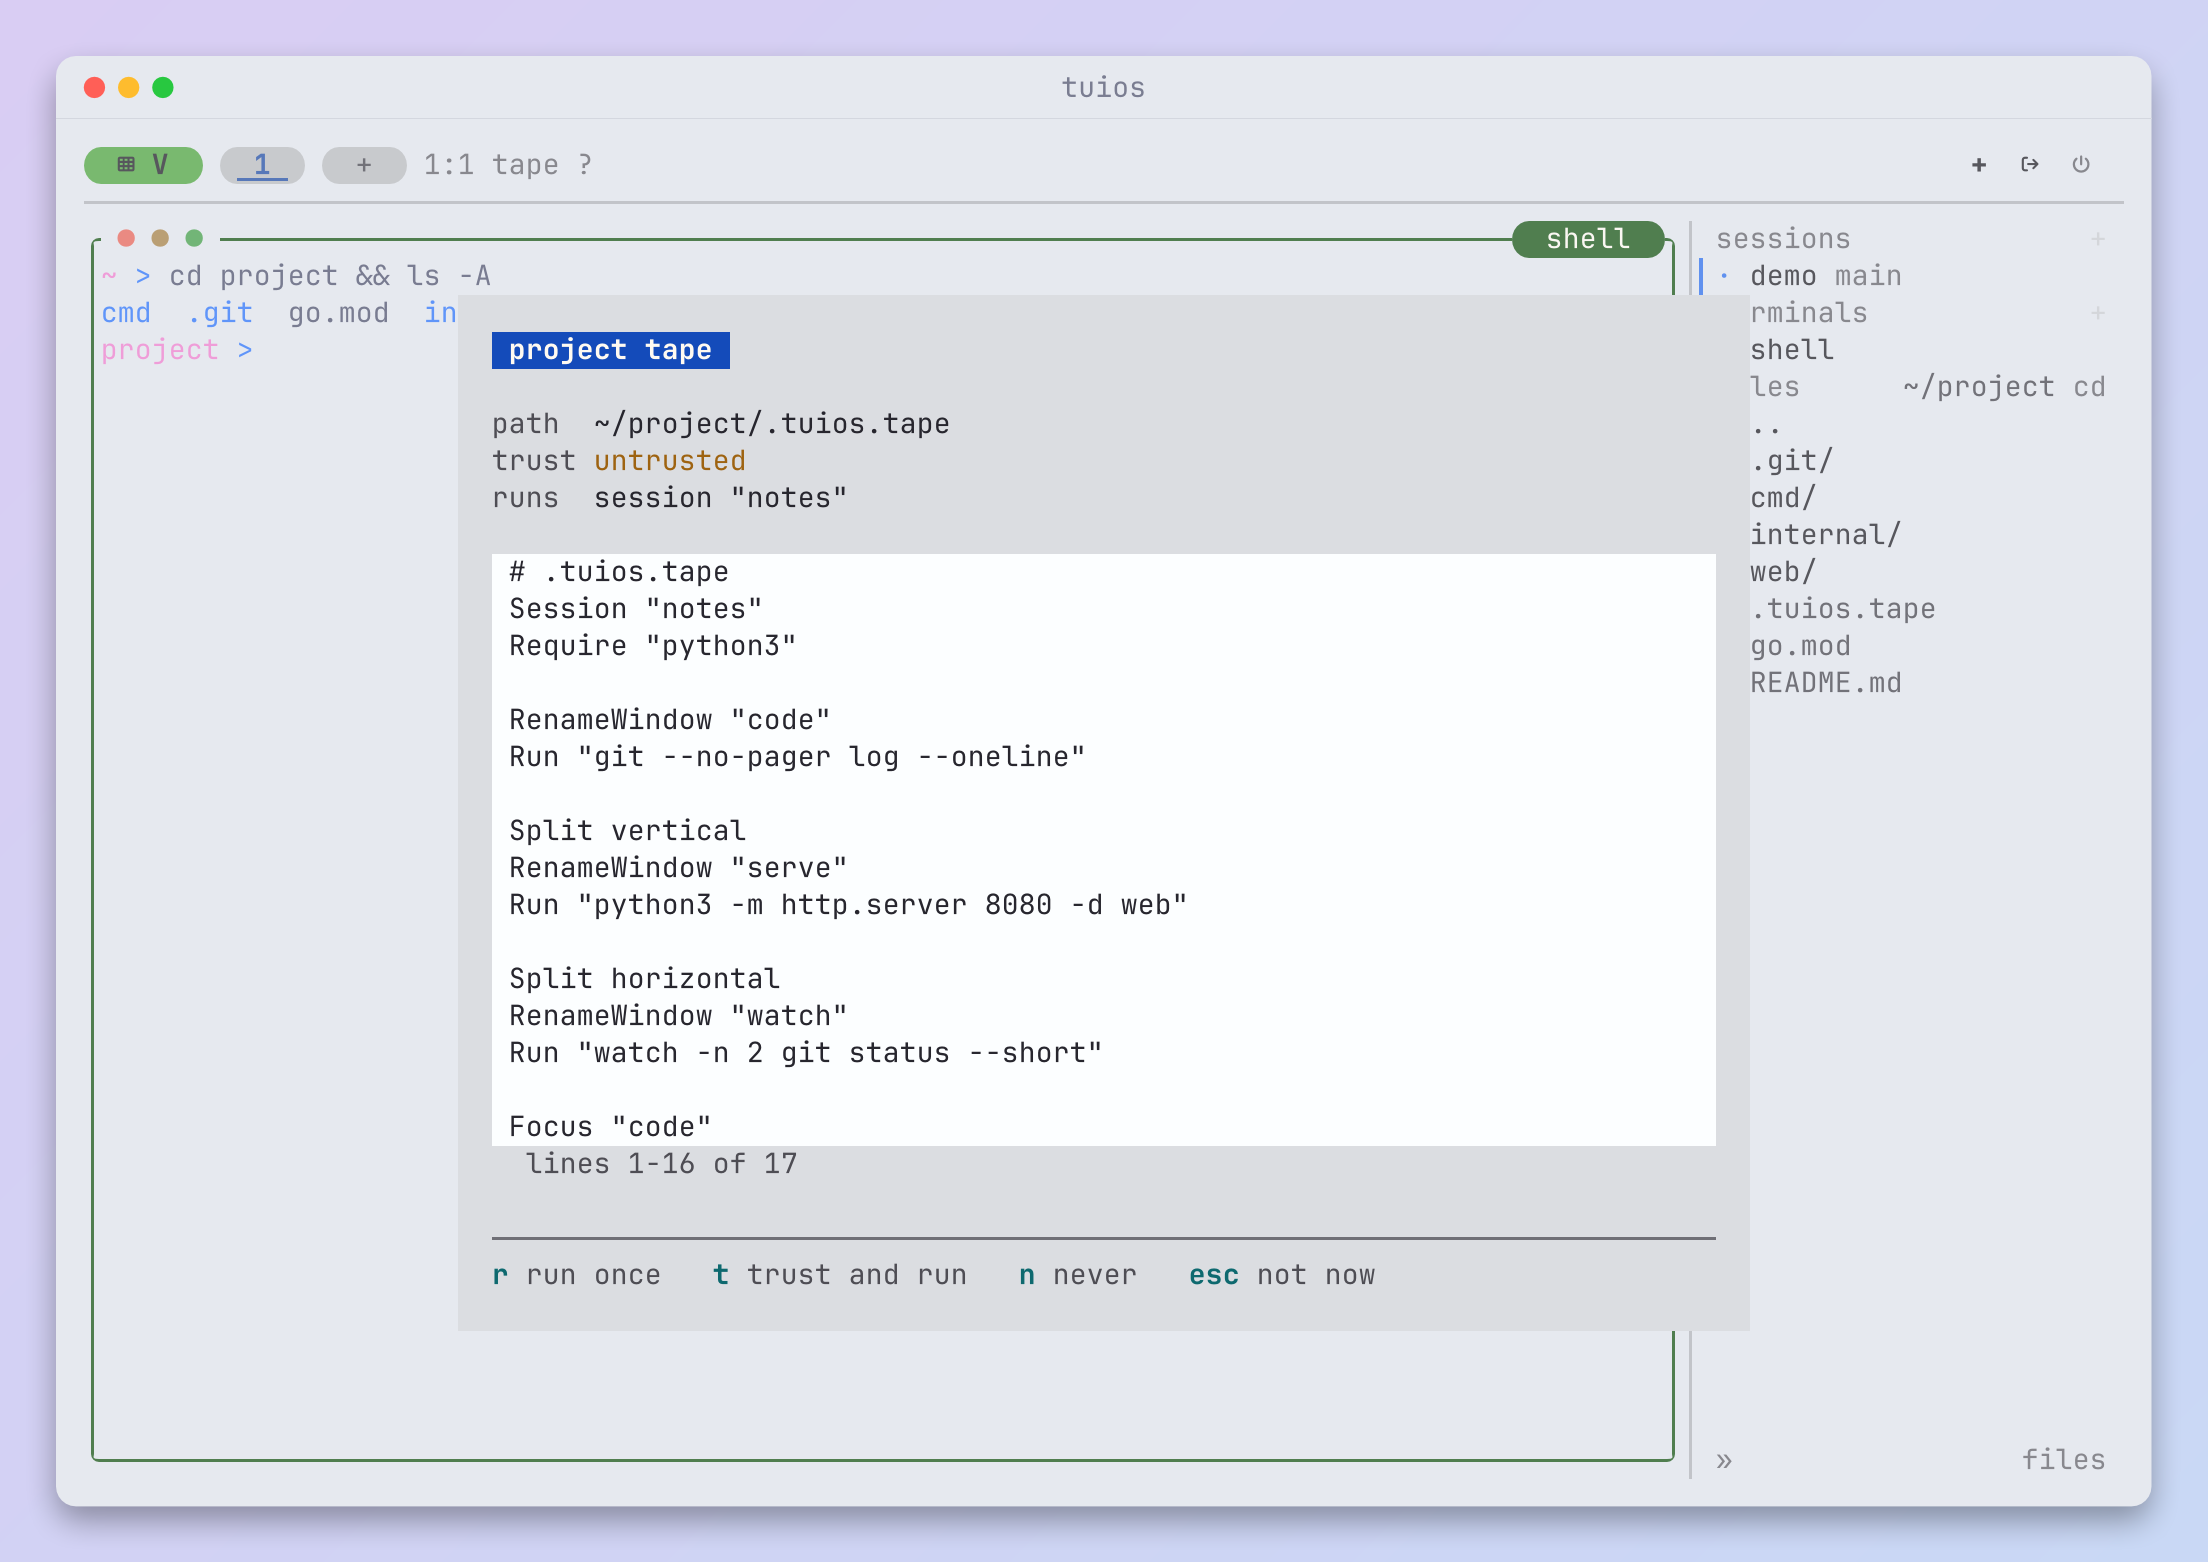 tuios
V 1 + 1:1 tape ?
shell
~ > cd project && ls -A
cmd .git go.mod in
project >
project tape
path ~/project/.tuios.tape
trust untrusted
runs session "notes"
# .tuios.tape
Session "notes"
Require "python3"
RenameWindow "code"
Run "git --no-pager log --oneline"
Split vertical
RenameWindow "serve"
Run "python3 -m http.server 8080 -d web"
Split horizontal
RenameWindow "watch"
Run "watch -n 2 git status --short"
Focus "code"
lines 1-16 of 17
r run once t trust and run n never esc not now
sessions +
· demo main
rminals +
shell
les ~/project cd
..
.git/
cmd/
internal/
web/
.tuios.tape
go.mod
README.md
» files